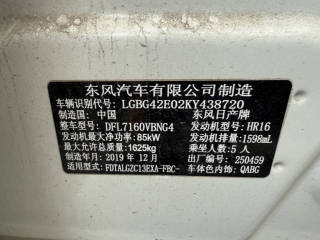 东风汽车有限公司制造
车辆识别代号: LGBG42E02KY438720
制造国: 中国 东风日产牌
整车型号: DFL7160VBNG4 发动机型号: HR16
发动机最大净功率: 85kW 发动机排量: 1598mL
最大允许总质量: 1625kg 乘坐人数: 5 人
制造年月: 2019 年 12 月 出厂编号: 250459
适用型式: FDTALGZC13EXA-FBC- 车体色内饰: QABG